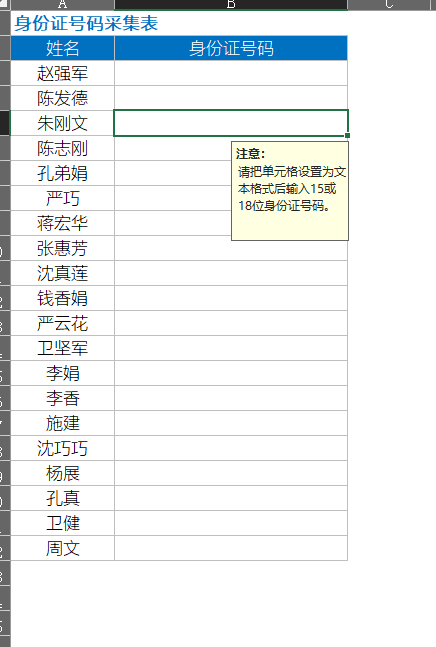 A B C
身份证号码采集表
姓名 身份证号码
赵强军
陈发德
朱刚文
陈志刚
孔弟娟
严巧
蒋宏华
张惠芳
沈真莲
钱香娟
严云花
卫坚军
李娟
李香
施建
沈巧巧
杨展
孔真
卫健
周文
注意：
请把单元格设置为文
本格式后输入15或
18位身份证号码。